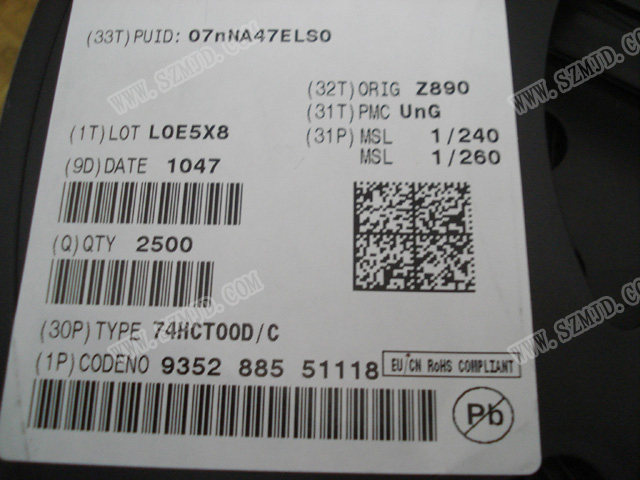 (33T)PUID: 07nNA47ELS0
(32T)ORIG Z890
(31T)PMC UnG
(1T)LOT L0E5X8
(31P)MSL 1/240
MSL 1/260
(9D)DATE 1047
(Q)QTY 2500
(30P)TYPE 74HCT00D/C
(1P)CODENO 9352 885 51118
EU/CN RoHS COMPLIANT
Pb
WWW.SZMJD.COM
WWW.SZMJD.COM
WWW.SZMJD.COM
WWW.SZMJD.COM